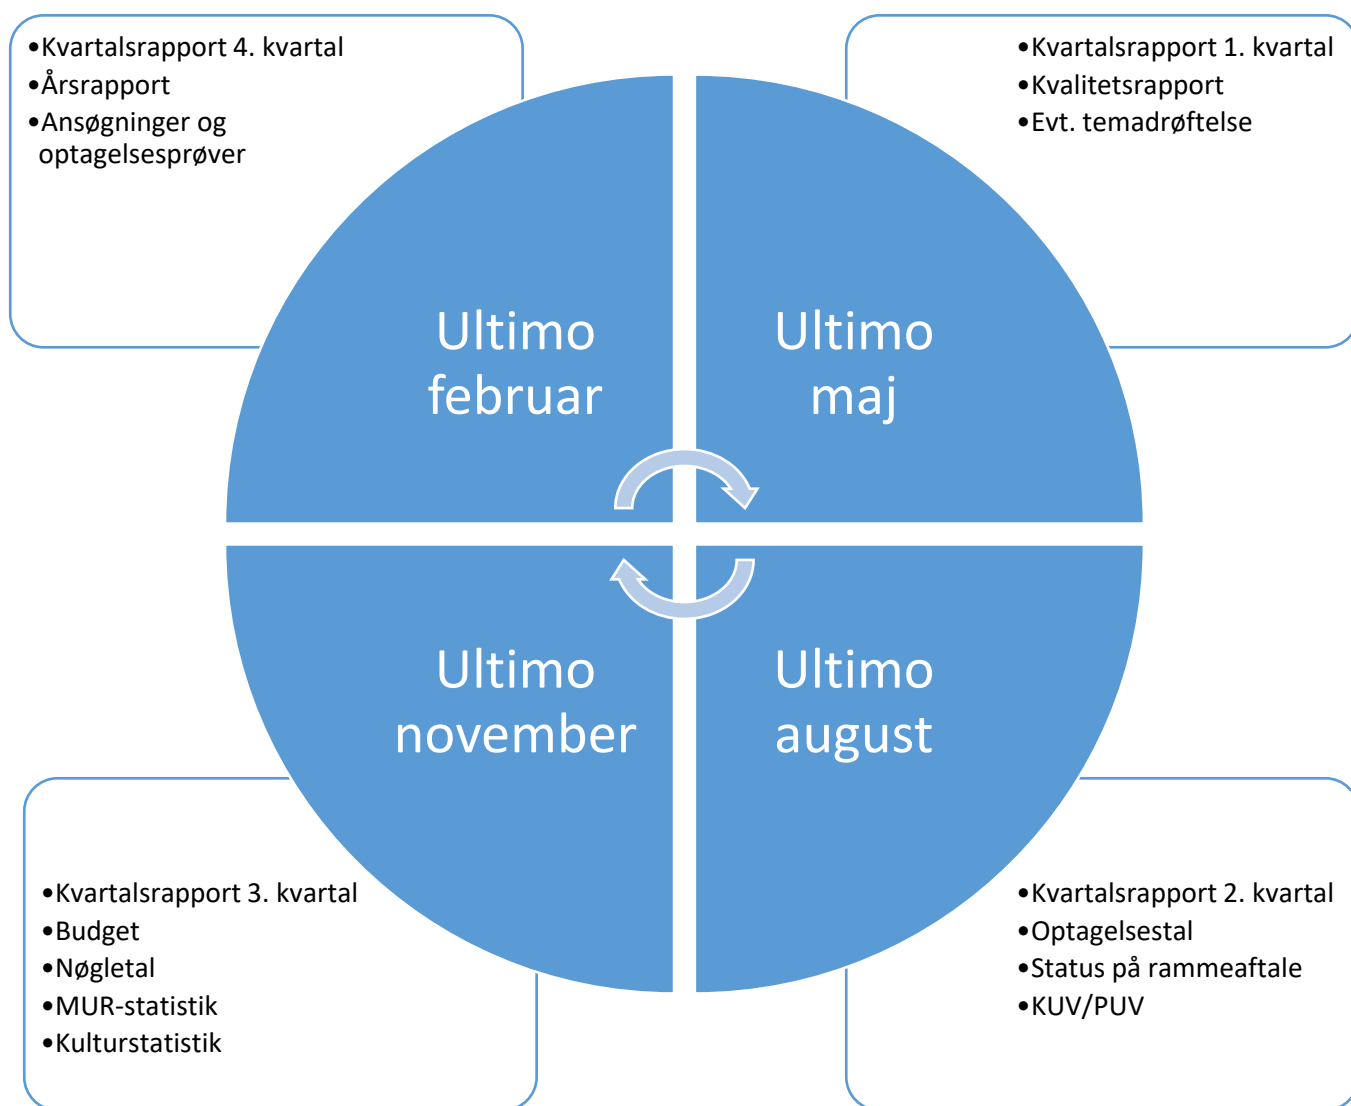 •Kvartalsrapport 4. kvartal
•Årsrapport
•Ansøgninger og
optagelsesprøver
•Kvartalsrapport 1. kvartal
•Kvalitetsrapport
•Evt. temadrøftelse
Ultimo
februar
Ultimo
maj
Ultimo
november
Ultimo
august
•Kvartalsrapport 3. kvartal
•Budget
•Nøgletal
•MUR-statistik
•Kulturstatistik
•Kvartalsrapport 2. kvartal
•Optagelsestal
•Status på rammeaftale
•KUV/PUV